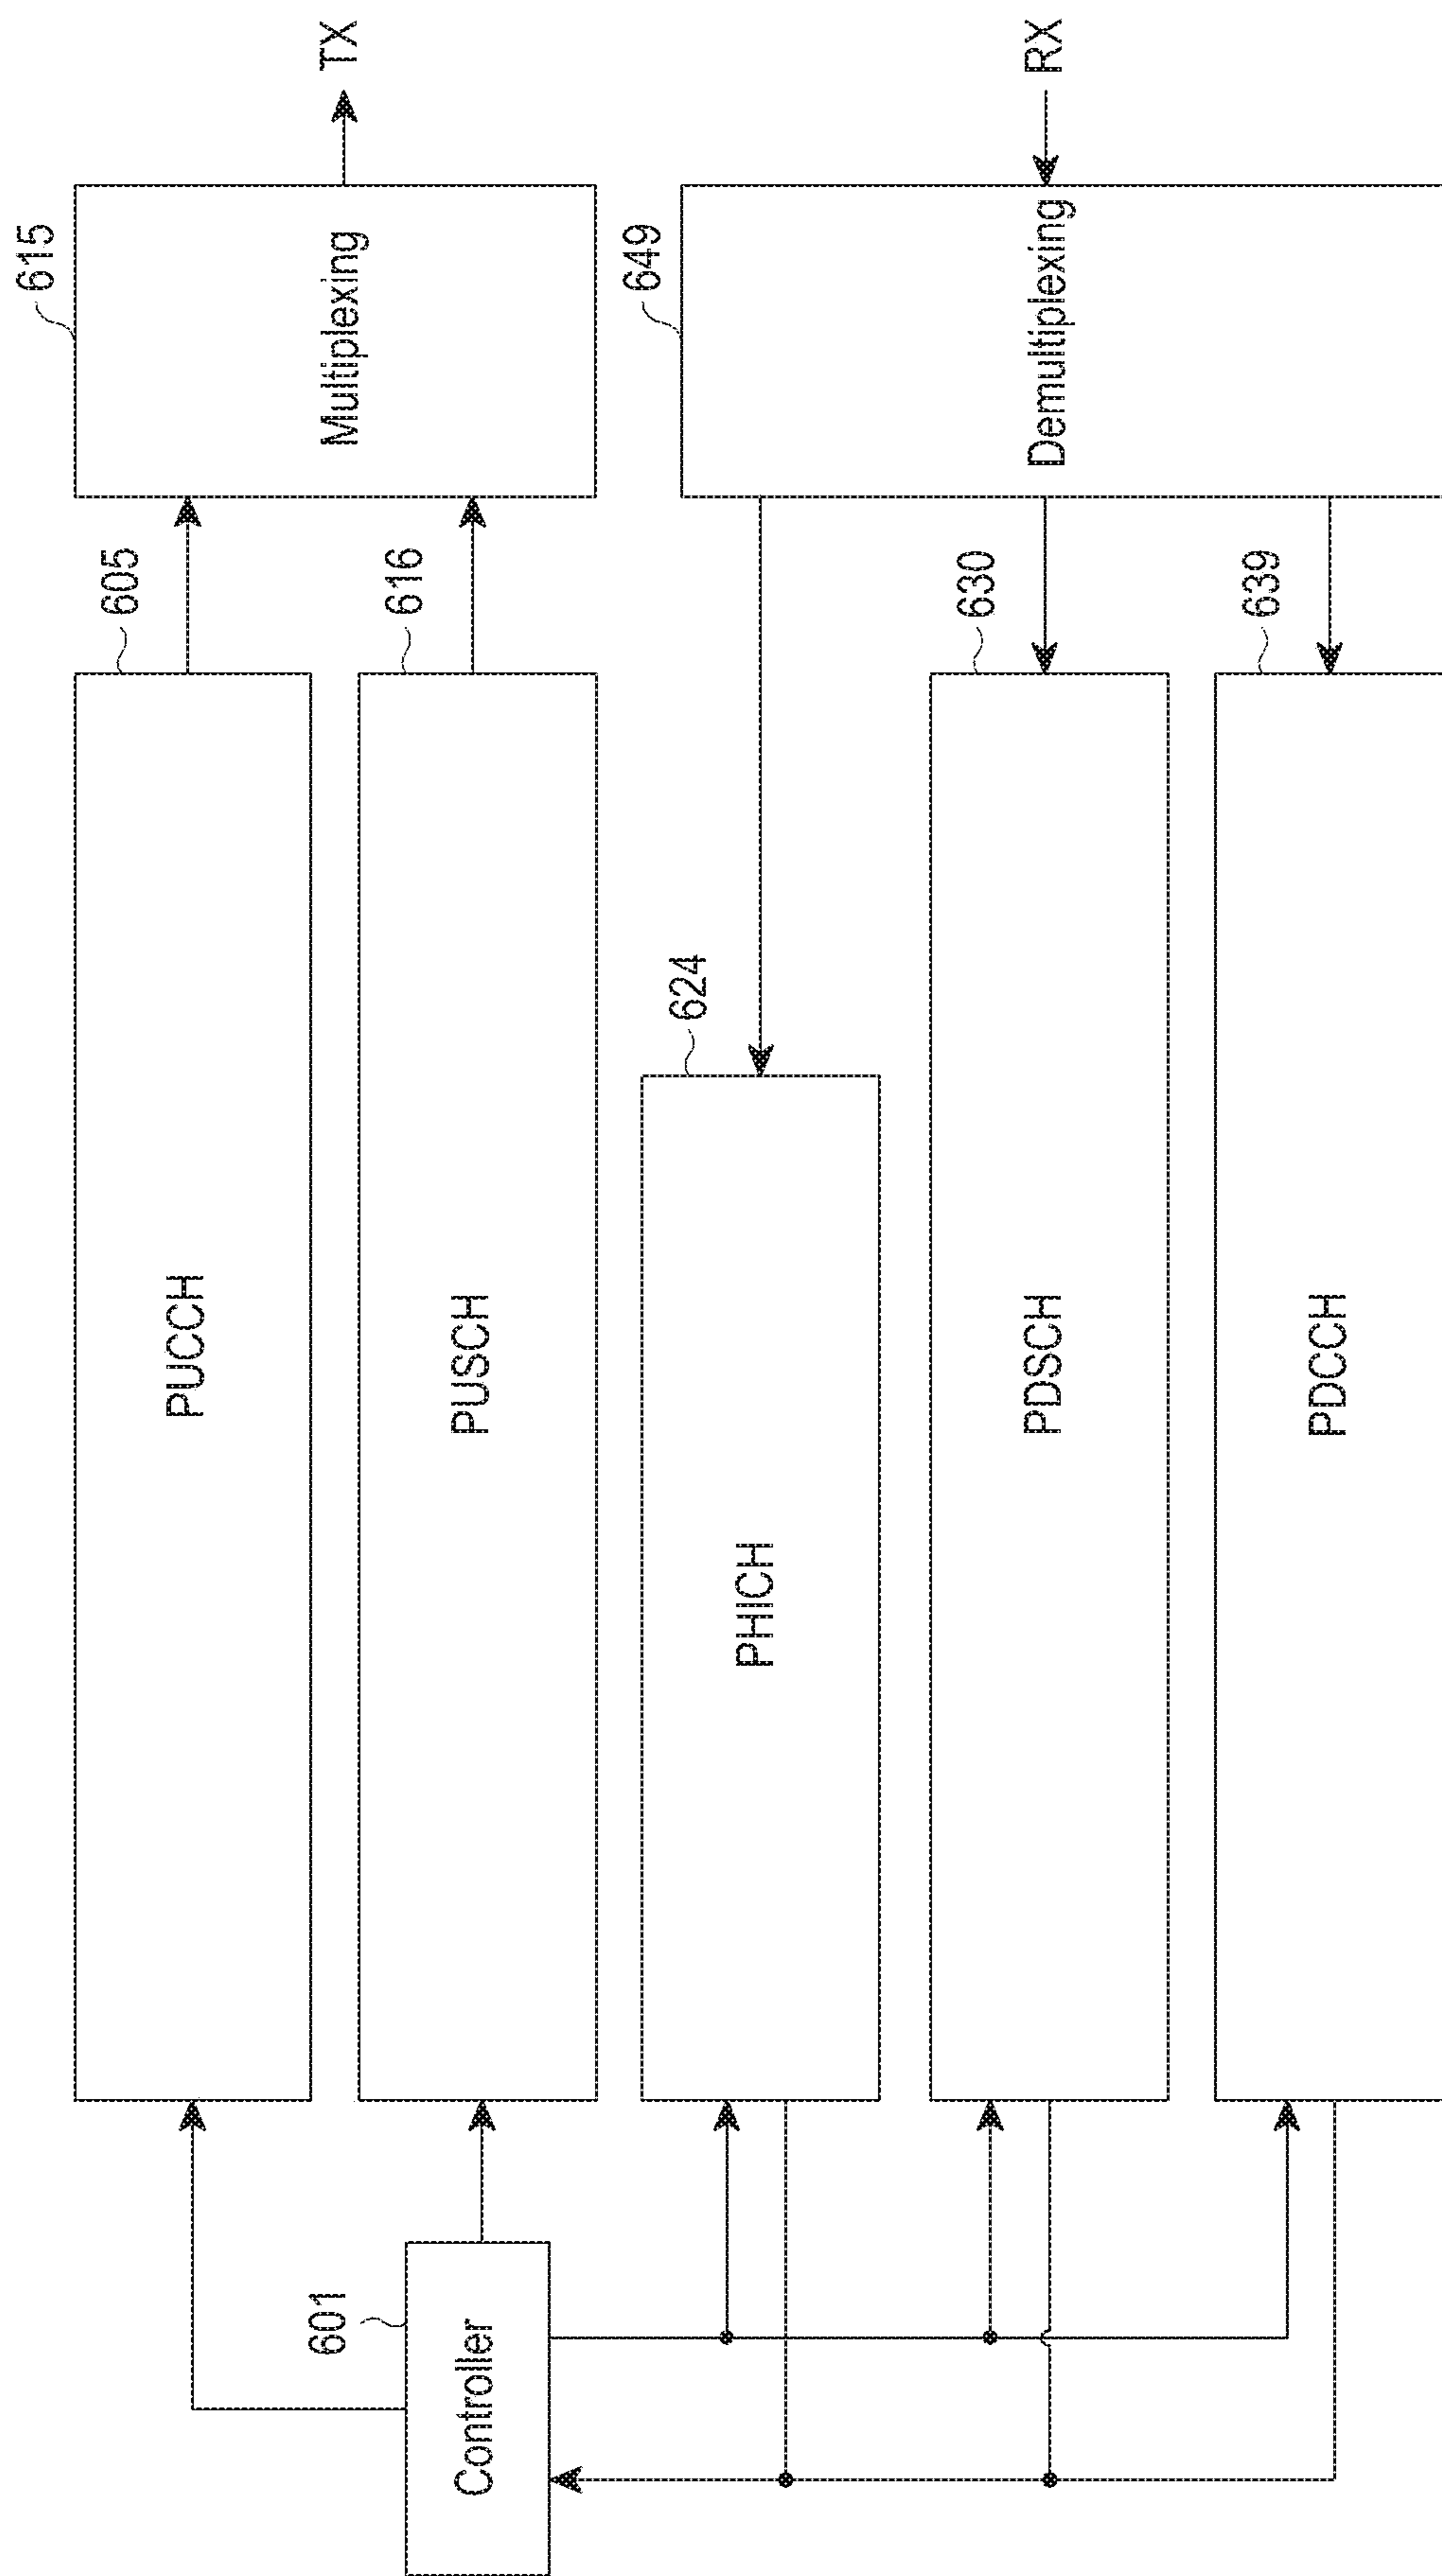 601
Controller
PUCCH
605
PUSCH
616
Multiplexing
615
TX
PHICH
624
PDSCH
630
PDCCH
639
Demultiplexing
649
RX